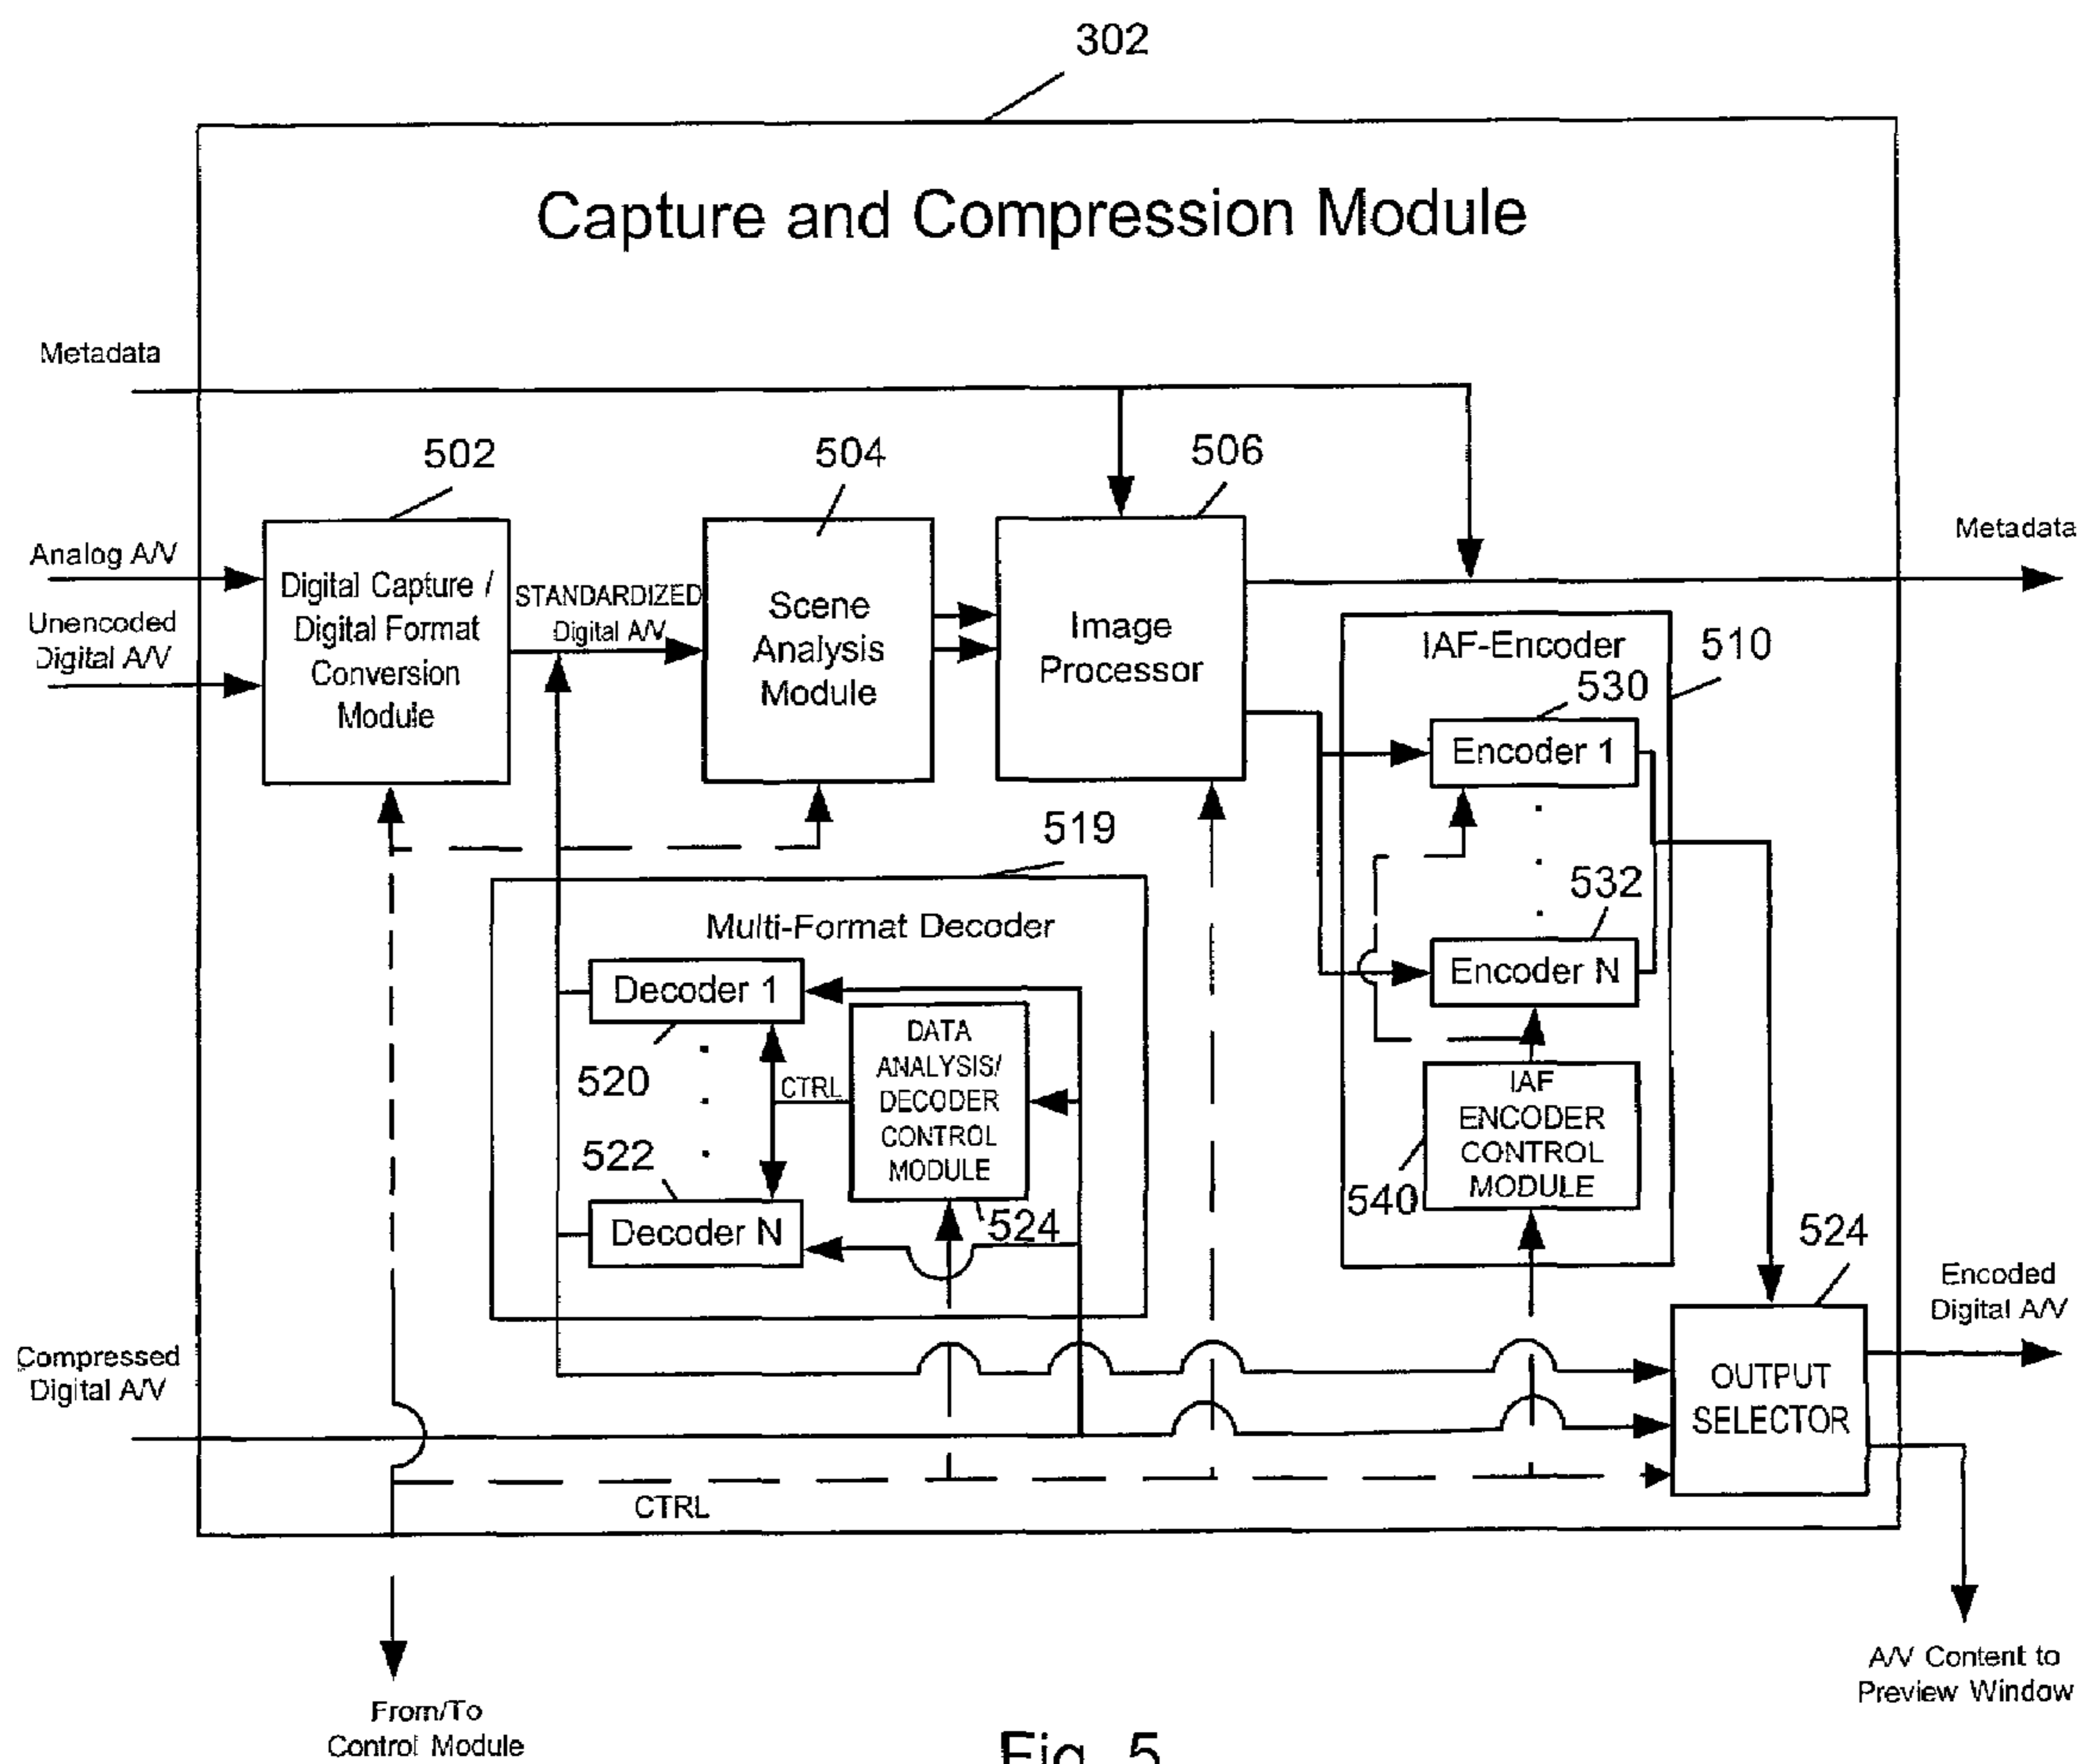 302
Capture and Compression Module
Metadata
502
504
506
Analog A/V
Unencoded
Digital A/V
Digital Capture /
Digital Format
Conversion
Module
STANDARDIZED
Digital A/V
Scene
Analysis
Module
Image
Processor
Metadata
IAF-Encoder
510
530
Encoder 1
532
Encoder N
IAF
ENCODER
CONTROL
MODULE
540
519
Multi-Format Decoder
Decoder 1
520
CTRL
DATA
ANALYSIS/
DECODER
CONTROL
MODULE
524
522
Decoder N
524
OUTPUT
SELECTOR
Encoded
Digital A/V
Compressed
Digital A/V
CTRL
From/To
Control Module
A/V Content to
Preview Window
Fig. 5